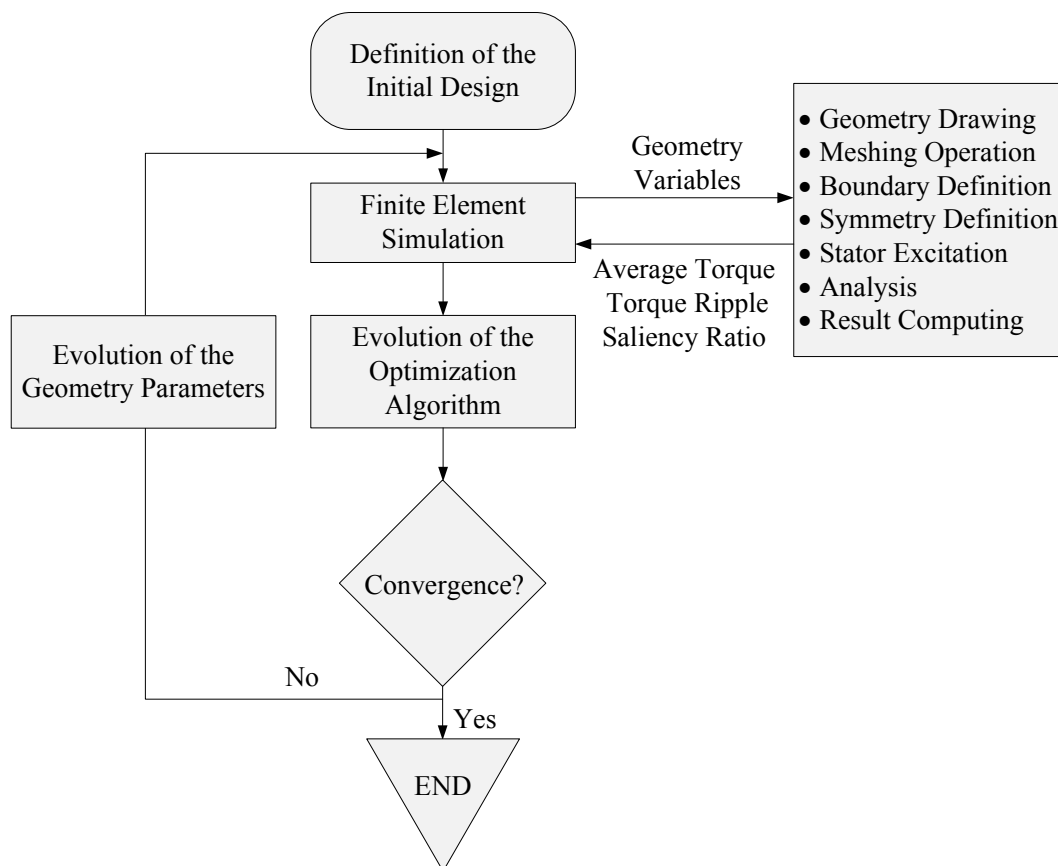 Definition of the
Initial Design
Geometry
Variables
• Geometry Drawing
• Meshing Operation
• Boundary Definition
• Symmetry Definition
• Stator Excitation
• Analysis
• Result Computing
Finite Element
Simulation
Average Torque
Torque Ripple
Saliency Ratio
Evolution of the
Geometry Parameters
Evolution of the
Optimization
Algorithm
Convergence?
No
Yes
END